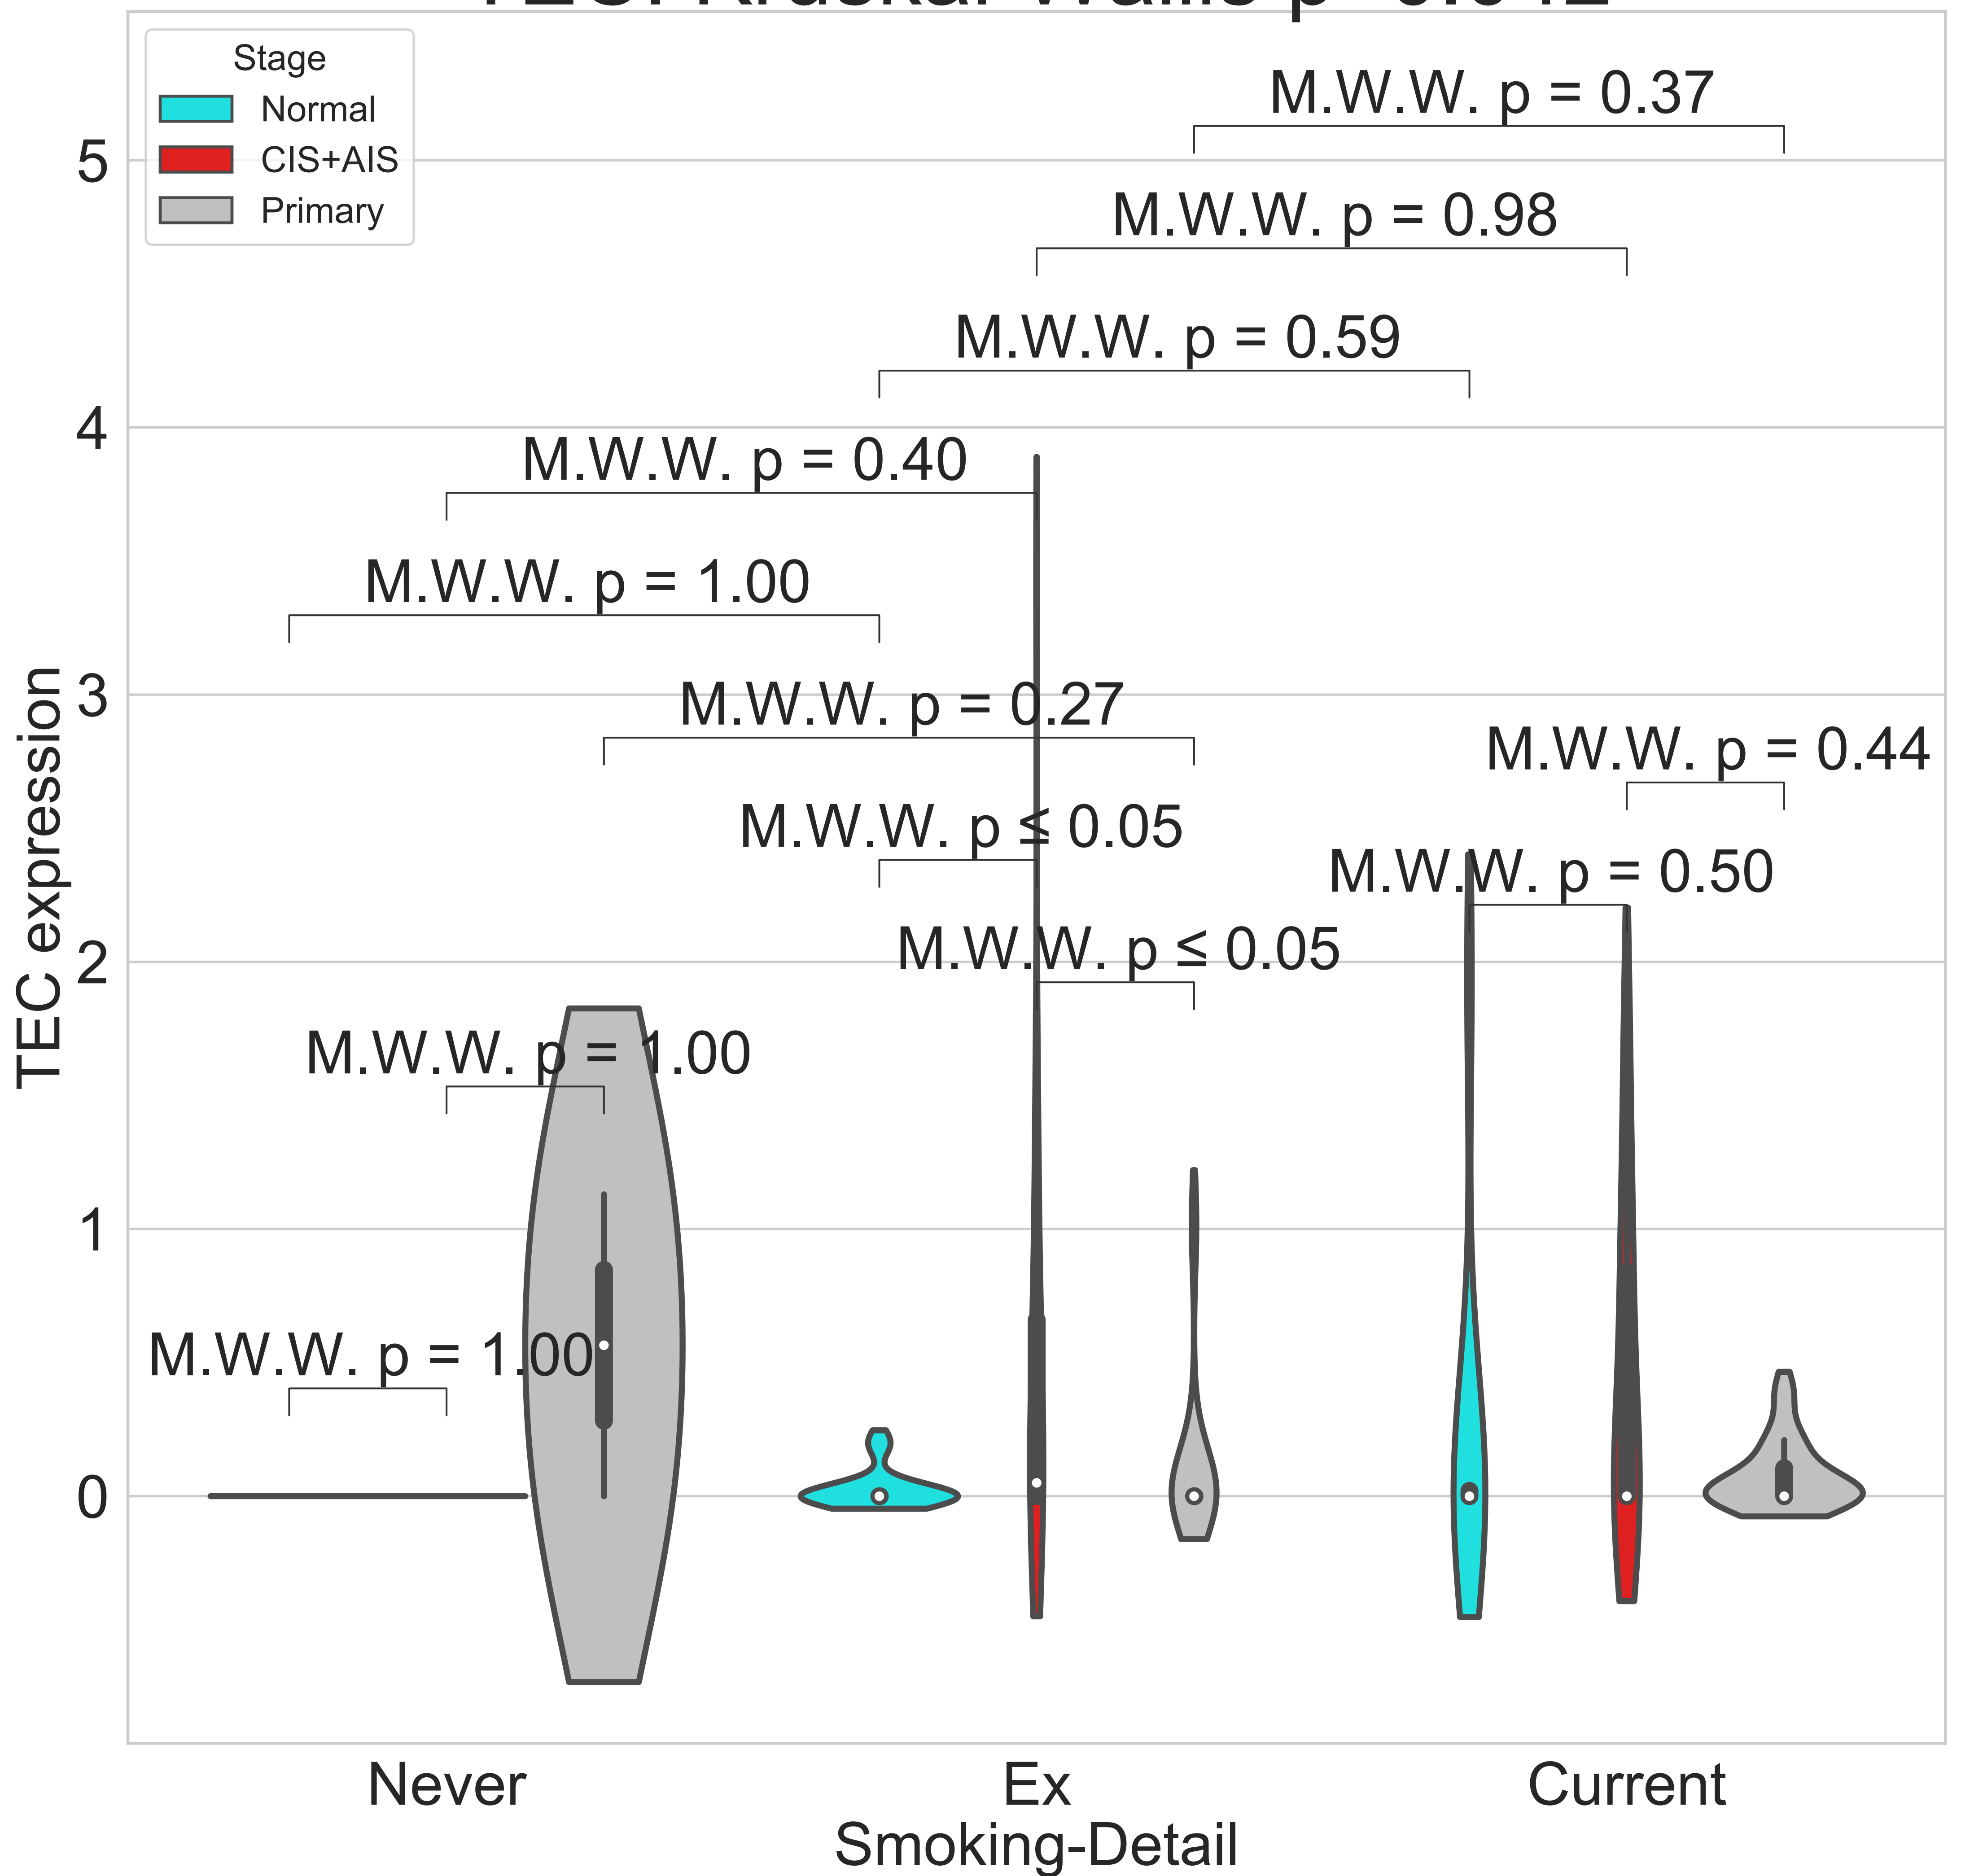 Stage
Normal
CIS+AIS
Primary
M.W.W. p = 0.37
M.W.W. p = 0.98
M.W.W. p = 0.59
M.W.W. p = 0.40
M.W.W. p = 1.00
M.W.W. p = 0.27
M.W.W. p = 0.44
M.W.W. p ≤ 0.05
M.W.W. p = 0.50
M.W.W. p ≤ 0.05
M.W.W. p = 1.00
M.W.W. p = 1.00
TEC expression
5
4
3
2
1
0
Never
Ex
Current
Smoking-Detail